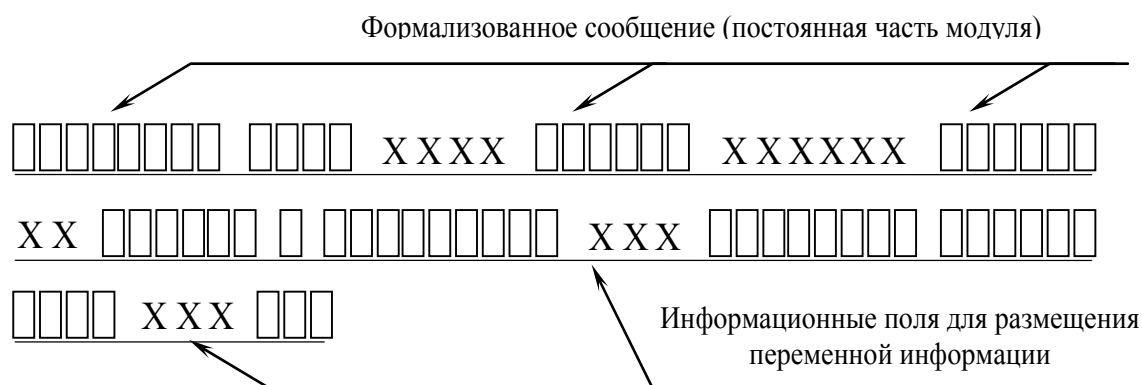 Формализованное сообщение (постоянная часть модуля)
▯▯▯▯▯▯▯▯ ▯▯▯▯ XXXX ▯▯▯▯▯▯ XXXXXX ▯▯▯▯▯▯
XX ▯▯▯▯▯▯ ▯ ▯▯▯▯▯▯▯▯▯ XXX ▯▯▯▯▯▯▯▯ ▯▯▯▯▯▯
▯▯▯▯ XXX ▯▯▯
Информационные поля для размещения
переменной информации